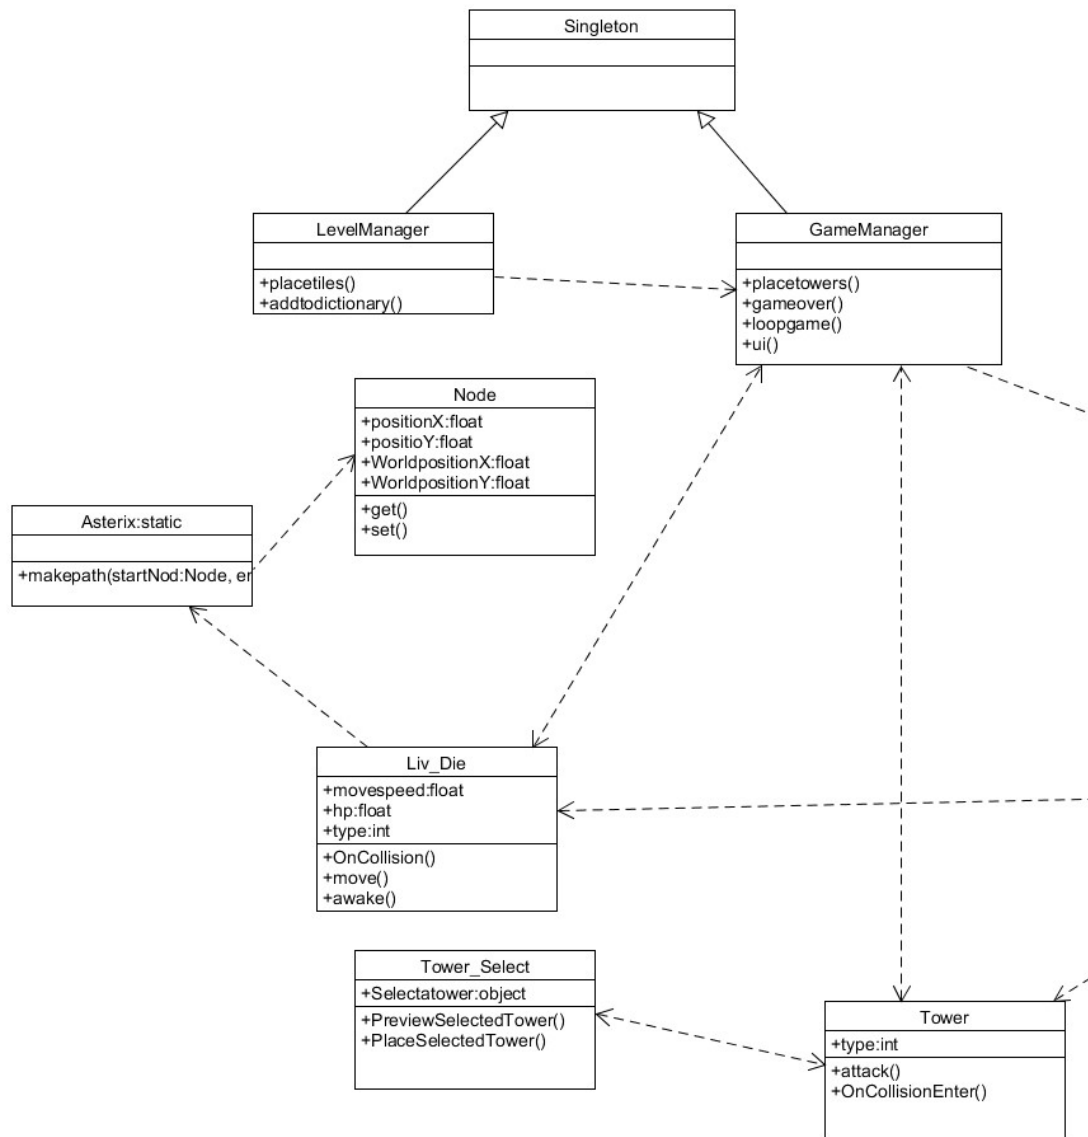 Singleton
LevelManager
+placetiles()
+addtodictionary()
GameManager
+placetowers()
+gameover()
+loopgame()
+ui()
Node
+positionX:float
+positioY:float
+WorldpositionX:float
+WorldpositionY:float
+get()
+set()
Asterix:static
+makepath(startNod:Node, er
Liv_Die
+movespeed:float
+hp:float
+type:int
+OnCollision()
+move()
+awake()
Tower_Select
+Selectatower:object
+PreviewSelectedTower()
+PlaceSelectedTower()
Tower
+type:int
+attack()
+OnCollisionEnter()